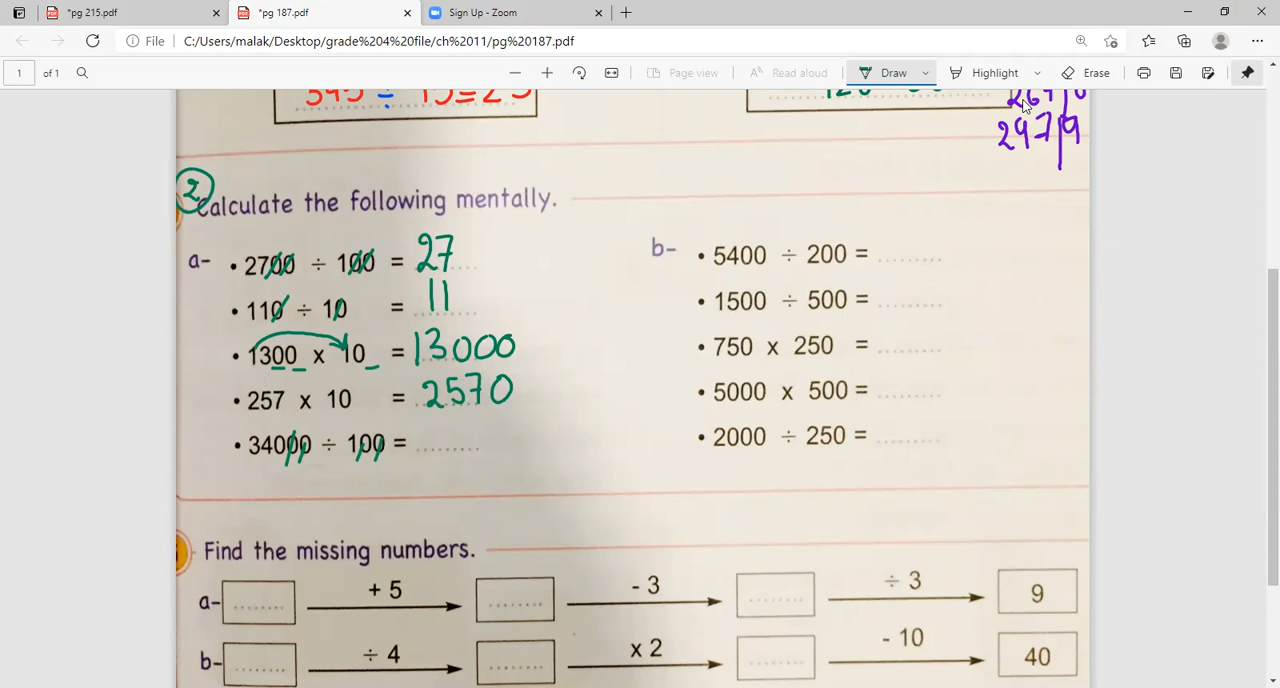 *pg 215.pdf
*pg 187.pdf
Sign Up - Zoom
File C:/Users/malak/Desktop/grade%204%20file/ch%2011/pg%20187.pdf
1 of 1 Page view Read aloud Draw Highlight Erase
297 9
2
Calculate the following mentally.
a- • 2700 ÷ 100 = 27
• 110 ÷ 10 = 11
• 1300 x 10 = 13000
• 257 x 10 = 2570
• 34000 ÷ 100 = .........
b- • 5400 ÷ 200 = .........
• 1500 ÷ 500 = .........
• 750 x 250 = .........
• 5000 x 500 = .........
• 2000 ÷ 250 = .........
Find the missing numbers.
a- ........ + 5 ........ - 3 ........ ÷ 3 9
b- ........ ÷ 4 ........ x 2 ........ - 10 40